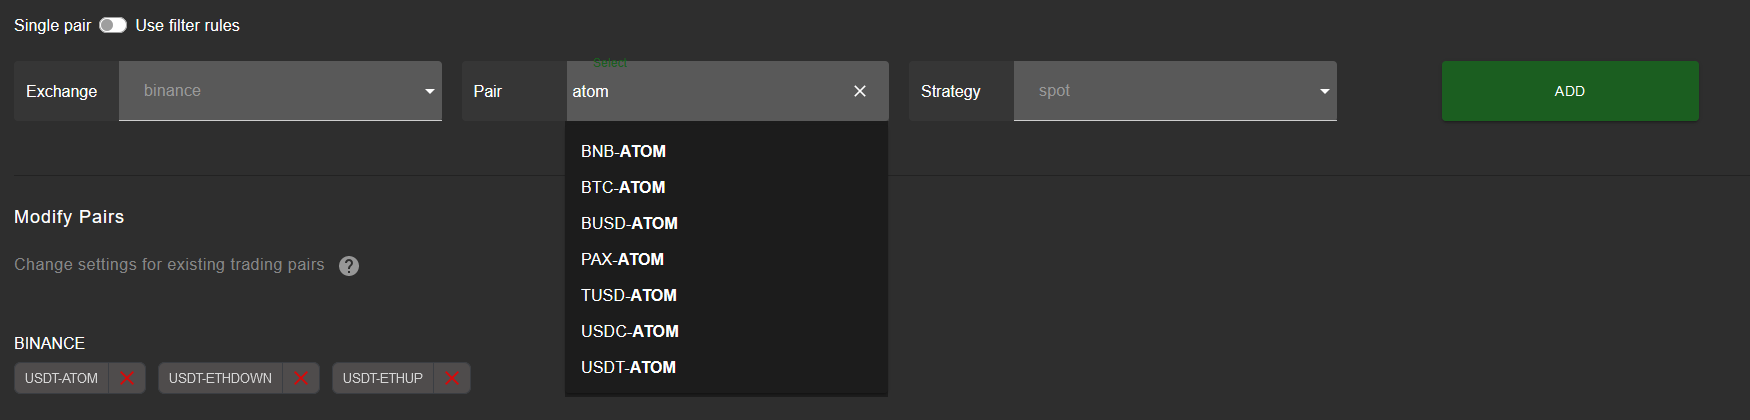 Single pair Use filter rules
Select
Exchange binance Pair atom Strategy spot ADD
BNB-ATOM
BTC-ATOM
BUSD-ATOM
PAX-ATOM
TUSD-ATOM
USDC-ATOM
USDT-ATOM
Modify Pairs
Change settings for existing trading pairs ?
BINANCE
USDT-ATOM USDT-ETHDOWN USDT-ETHUP